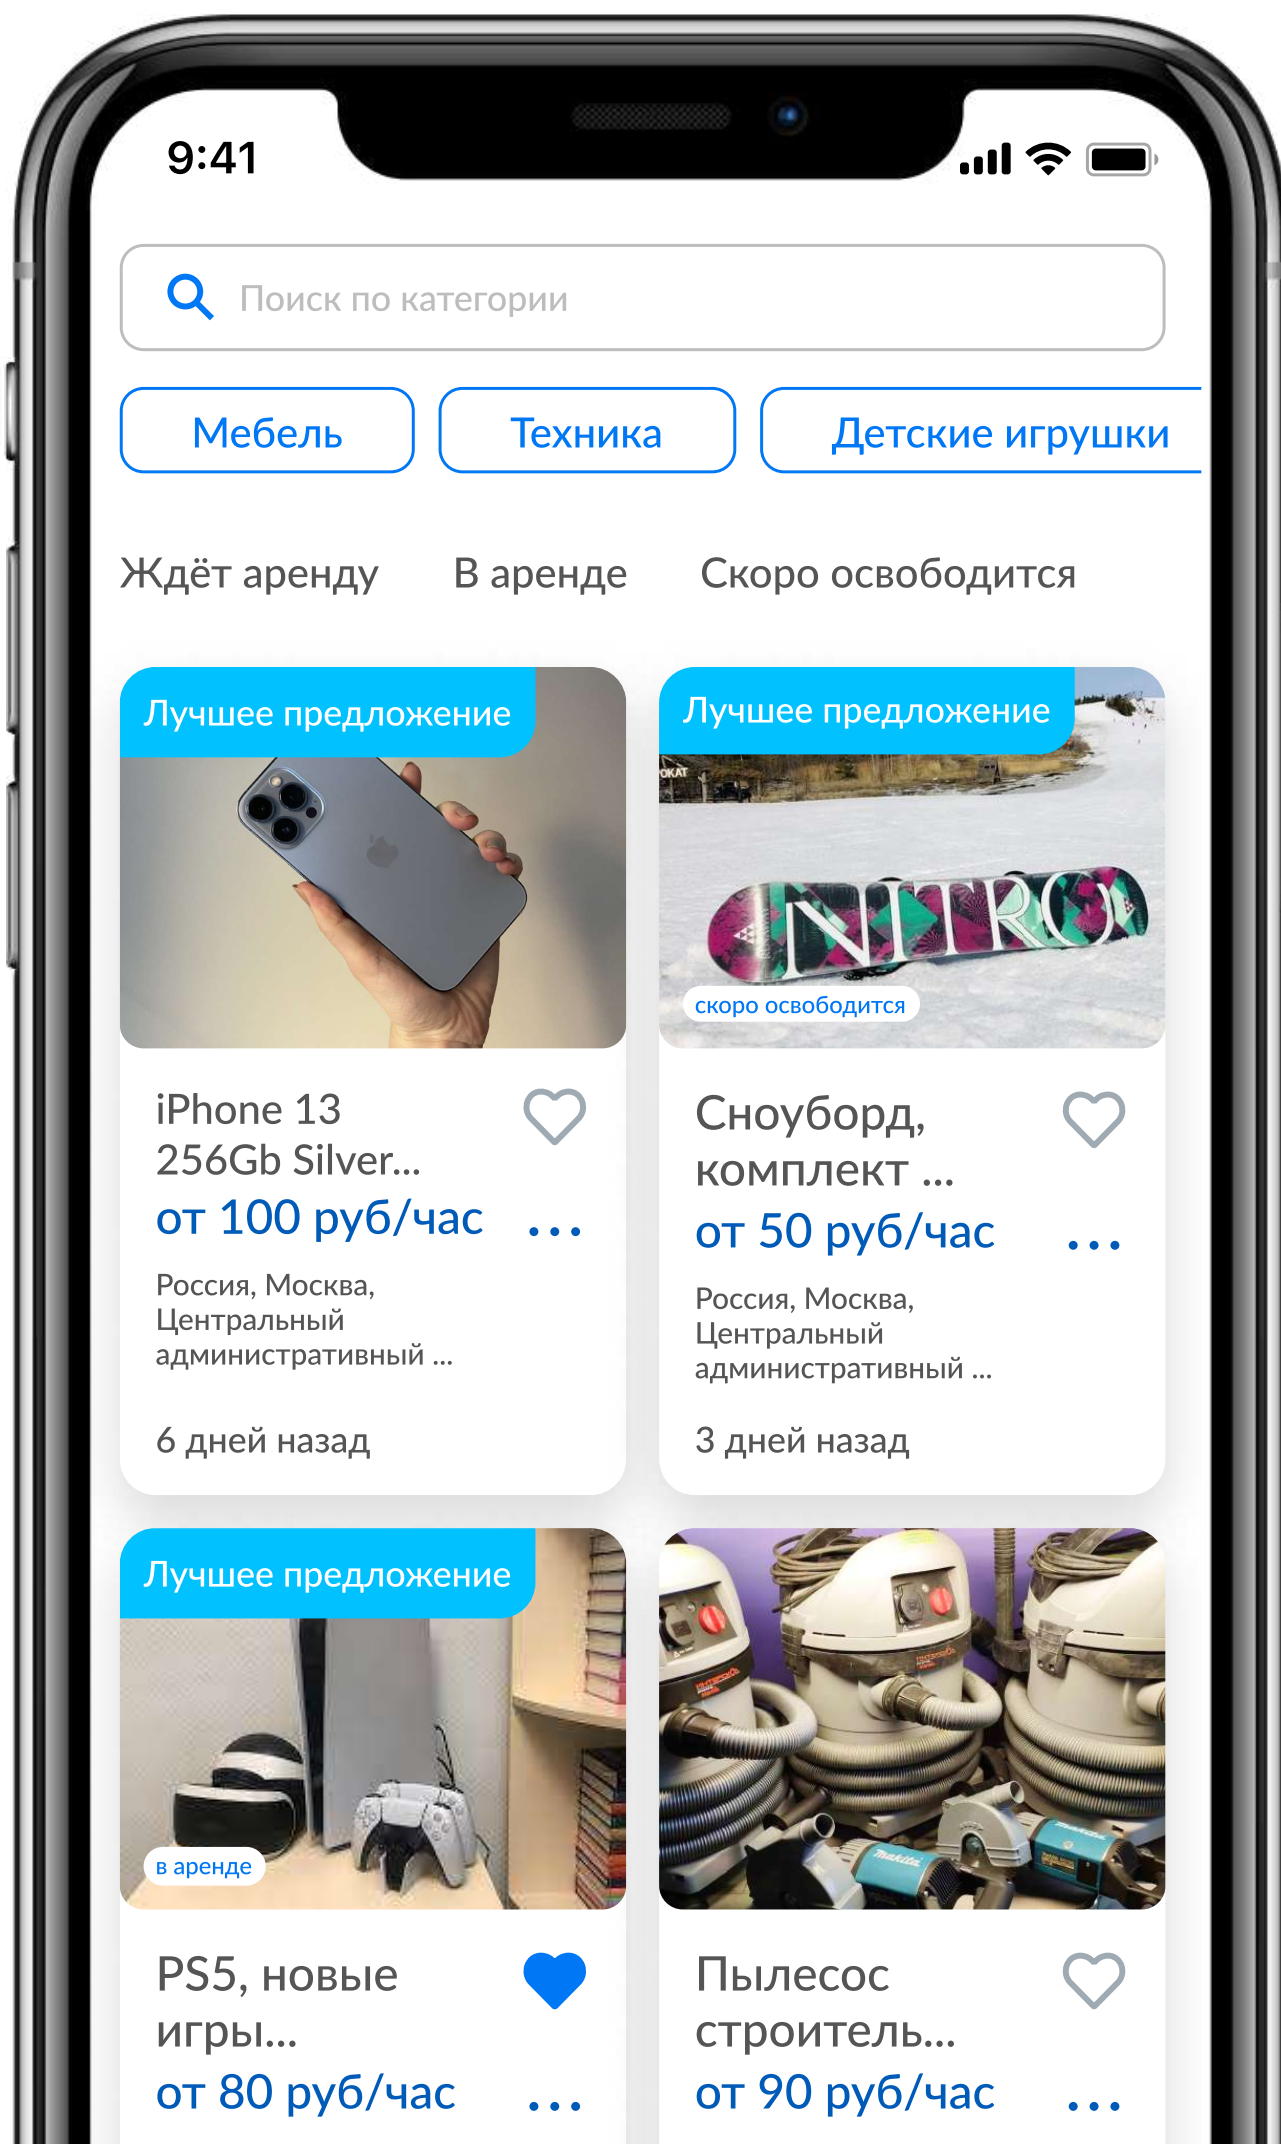 9:41
Поиск по категории
Мебель
Техника
Детские игрушки
Ждёт аренду
В аренде
Скоро освободится
Лучшее предложение
iPhone 13
256Gb Silver...
от 100 руб/час
...
Россия, Москва,
Центральный
административный ...
6 дней назад
Лучшее предложение
ОКАТ
NITRO
скоро освободится
Сноуборд,
комплект ...
от 50 руб/час
...
Россия, Москва,
Центральный
административный ...
3 дней назад
Лучшее предложение
в аренде
PS5, новые
игры...
от 80 руб/час
...
makita
makita
Пылесос
строитель...
от 90 руб/час
...